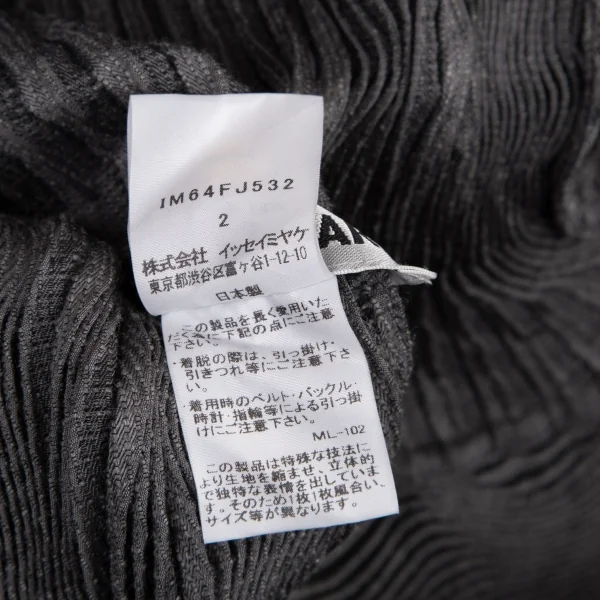 IM64FJ532
2
株式会社 イッセイミヤケ
東京都渋谷区富ヶ谷1-12-10
日本製
この製品を長く愛用いた
だくために下記の点にご注意
下さい。
・着脱の際は、引っ掛け・
引きつれ等にご注意下さ
い。
・着用時のベルト・バックル・
時計・指輪等による引っ掛
けにご注意下さい。
ML-102
この製品は特殊な技法に
より生地を縮ませ、立体的
で独特な表情を出していま
す。そのため1枚1枚風合い、
サイズ等が異なります。